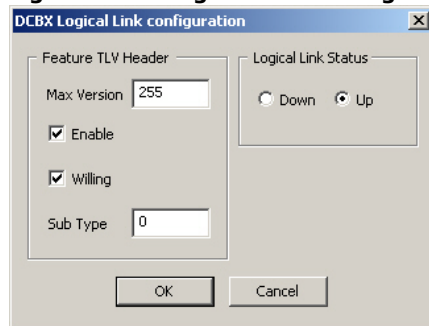 DCBX Logical Link configuration
Feature TLV Header
Max Version 255
Enable
Willing
Sub Type 0
Logical Link Status
Down Up
OK Cancel